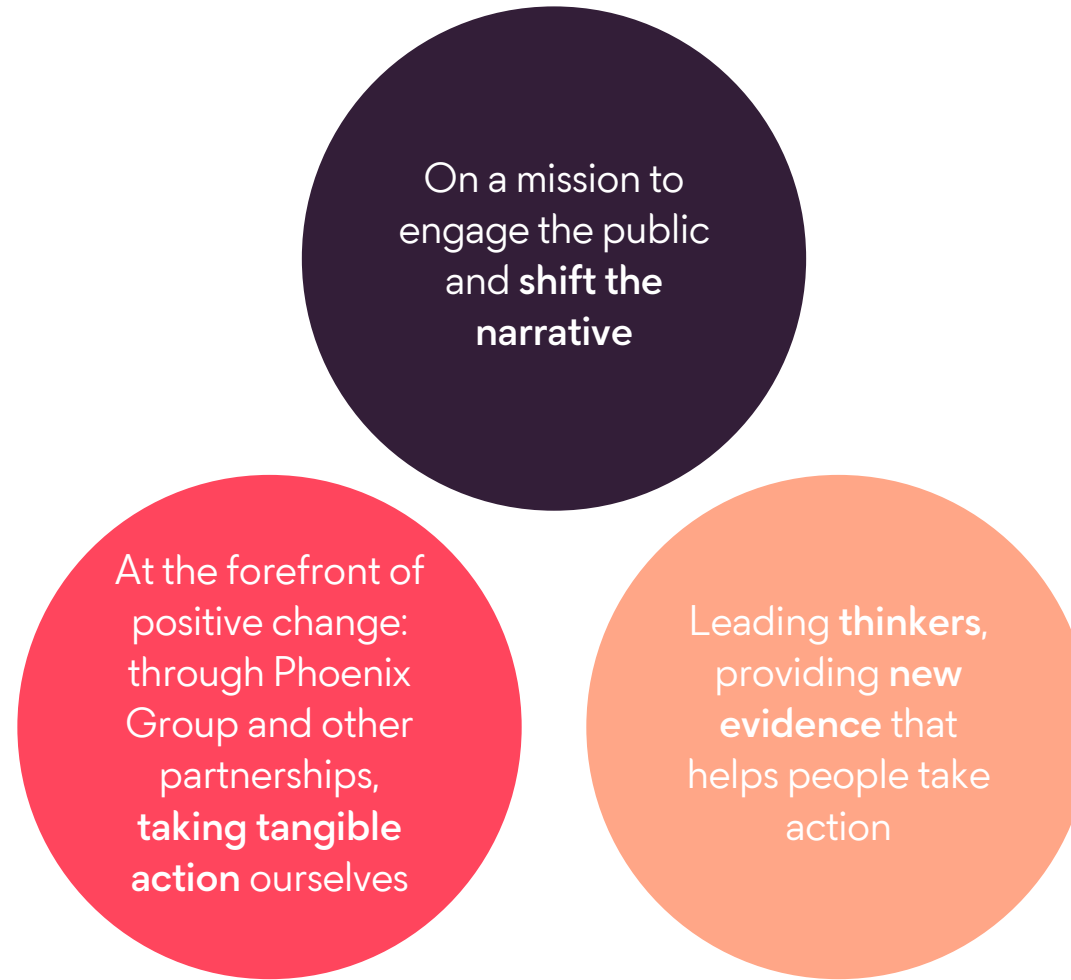 On a mission to
engage the public
and shift the
narrative
At the forefront of
positive change:
through Phoenix
Group and other
partnerships,
taking tangible
action ourselves
Leading thinkers,
providing new
evidence that
helps people take
action